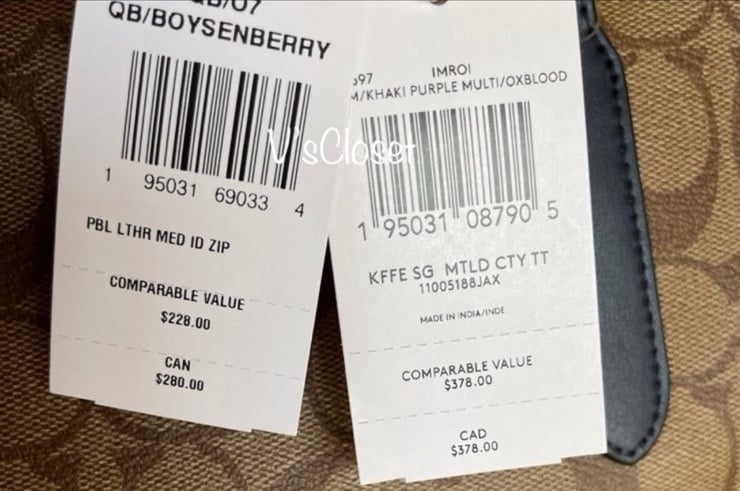 QB/BOYSENBERRY
1 95031 69033 4
PBL LTHR MED ID ZIP
COMPARABLE VALUE
$228.00
CAN
$280.00
V'sCloset
IMROI
M/KHAKI PURPLE MULTI/OXBLOOD
1 95031 08790 5
KFFE SG MTLD CTY TT
11005188JAX
MADE IN INDIA/INDE
COMPARABLE VALUE
$378.00
CAD
$378.00